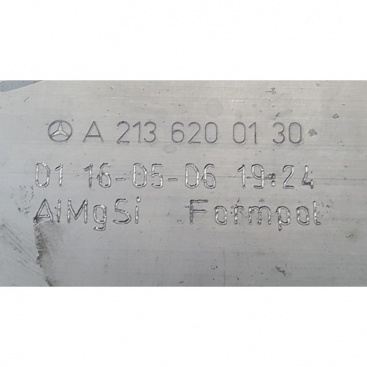 A 213 620 01 30
01 16-05-06 19:24
AlMgSi Formpol